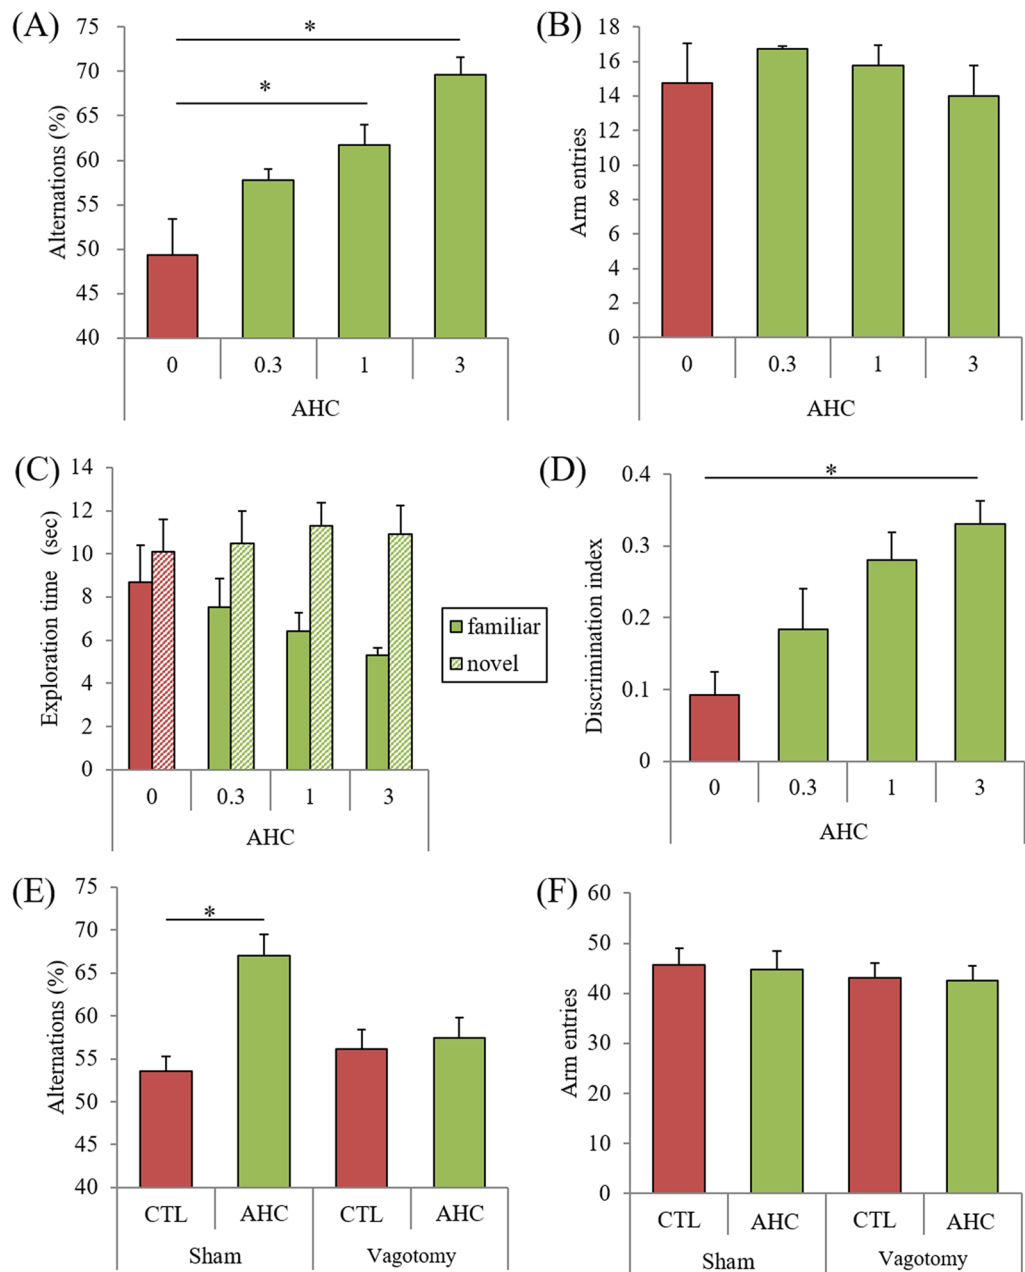 (A)
Alternations (%)
75
70
65
60
55
50
45
40
*
*
0 0.3 1 3
AHC
(B)
Arm entries
18
16
14
12
10
8
6
4
2
0
0 0.3 1 3
AHC
(C)
Exploration time (sec)
14
12
10
8
6
4
2
0
0 0.3 1 3
AHC
familiar
novel
(D)
Discrimination index
0.4
0.3
0.2
0.1
0
*
0 0.3 1 3
AHC
(E)
Alternations (%)
75
70
65
60
55
50
45
40
*
CTL AHC CTL AHC
Sham Vagotomy
(F)
Arm entries
60
50
40
30
20
10
0
CTL AHC CTL AHC
Sham Vagotomy